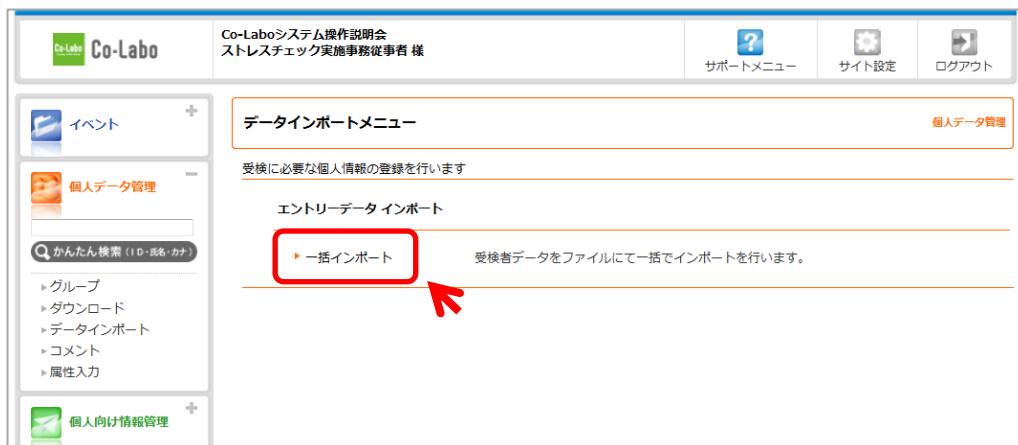 Co-Labo
Co-Labo
Co-Laboシステム操作説明会
ストレスチェック実施事務従事者 様
サポートメニュー
サイト設定
ログアウト
イベント
個人データ管理
かんたん検索（ID・氏名・カナ）
グループ
ダウンロード
データインポート
コメント
属性入力
個人向け情報管理
データインポートメニュー
個人データ管理
受検に必要な個人情報の登録を行います
エントリーデータ インポート
一括インポート
受検者データをファイルにて一括でインポートを行います。